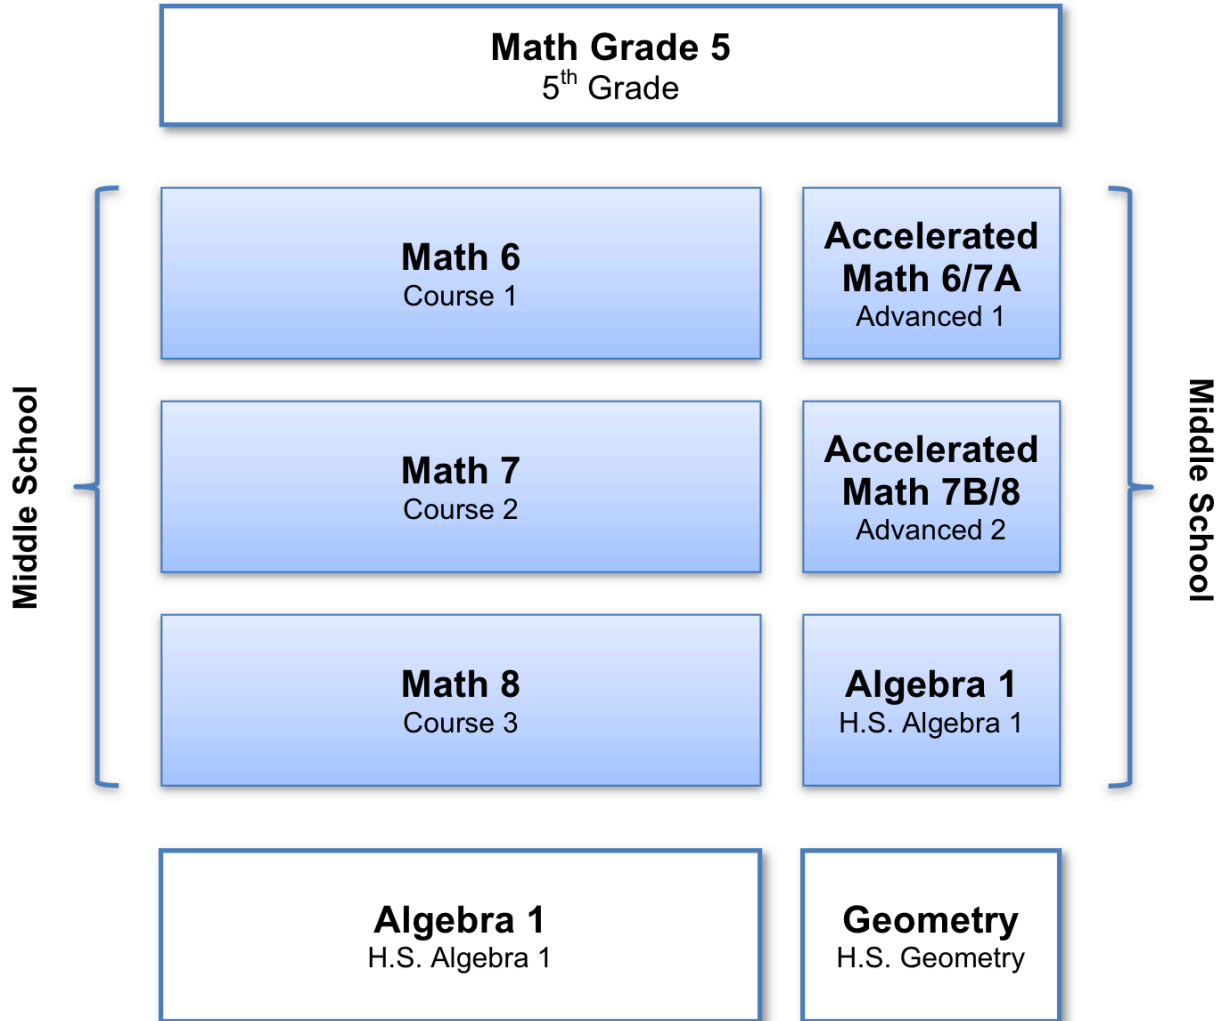 Math Grade 5
5th Grade
Middle School
Math 6
Course 1
Accelerated
Math 6/7A
Advanced 1
Math 7
Course 2
Accelerated
Math 7B/8
Advanced 2
Math 8
Course 3
Algebra 1
H.S. Algebra 1
Middle School
Algebra 1
H.S. Algebra 1
Geometry
H.S. Geometry